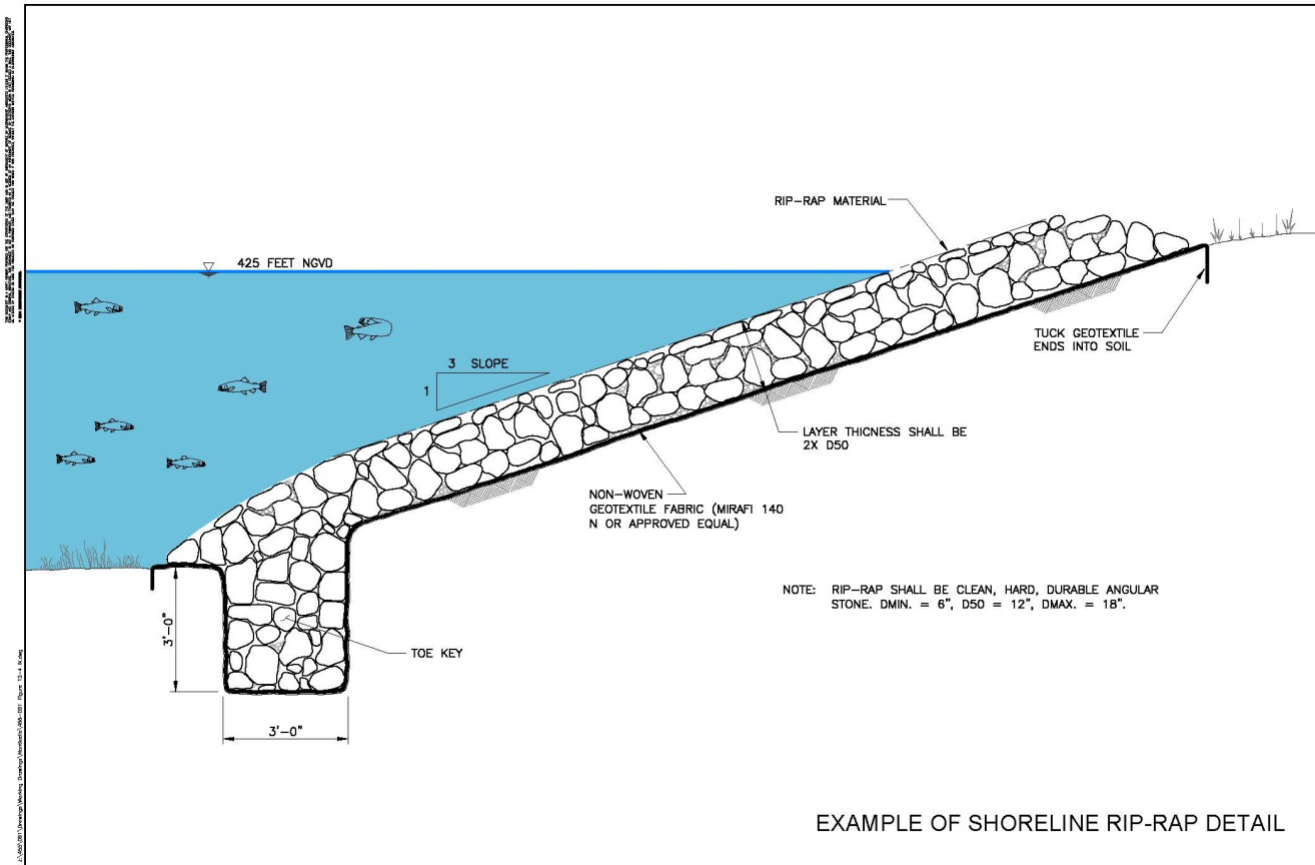 425 FEET NGVD
RIP-RAP MATERIAL
3 SLOPE
1
TUCK GEOTEXTILE
ENDS INTO SOIL
LAYER THICNESS SHALL BE
2X D50
NON-WOVEN
GEOTEXTILE FABRIC (MIRAFI 140
N OR APPROVED EQUAL)
NOTE: RIP-RAP SHALL BE CLEAN, HARD, DURABLE ANGULAR
STONE. DMIN. = 6", D50 = 12", DMAX. = 18".
3'-0"
TOE KEY
3'-0"
EXAMPLE OF SHORELINE RIP-RAP DETAIL